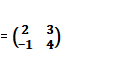 = (2 3
−1 4)